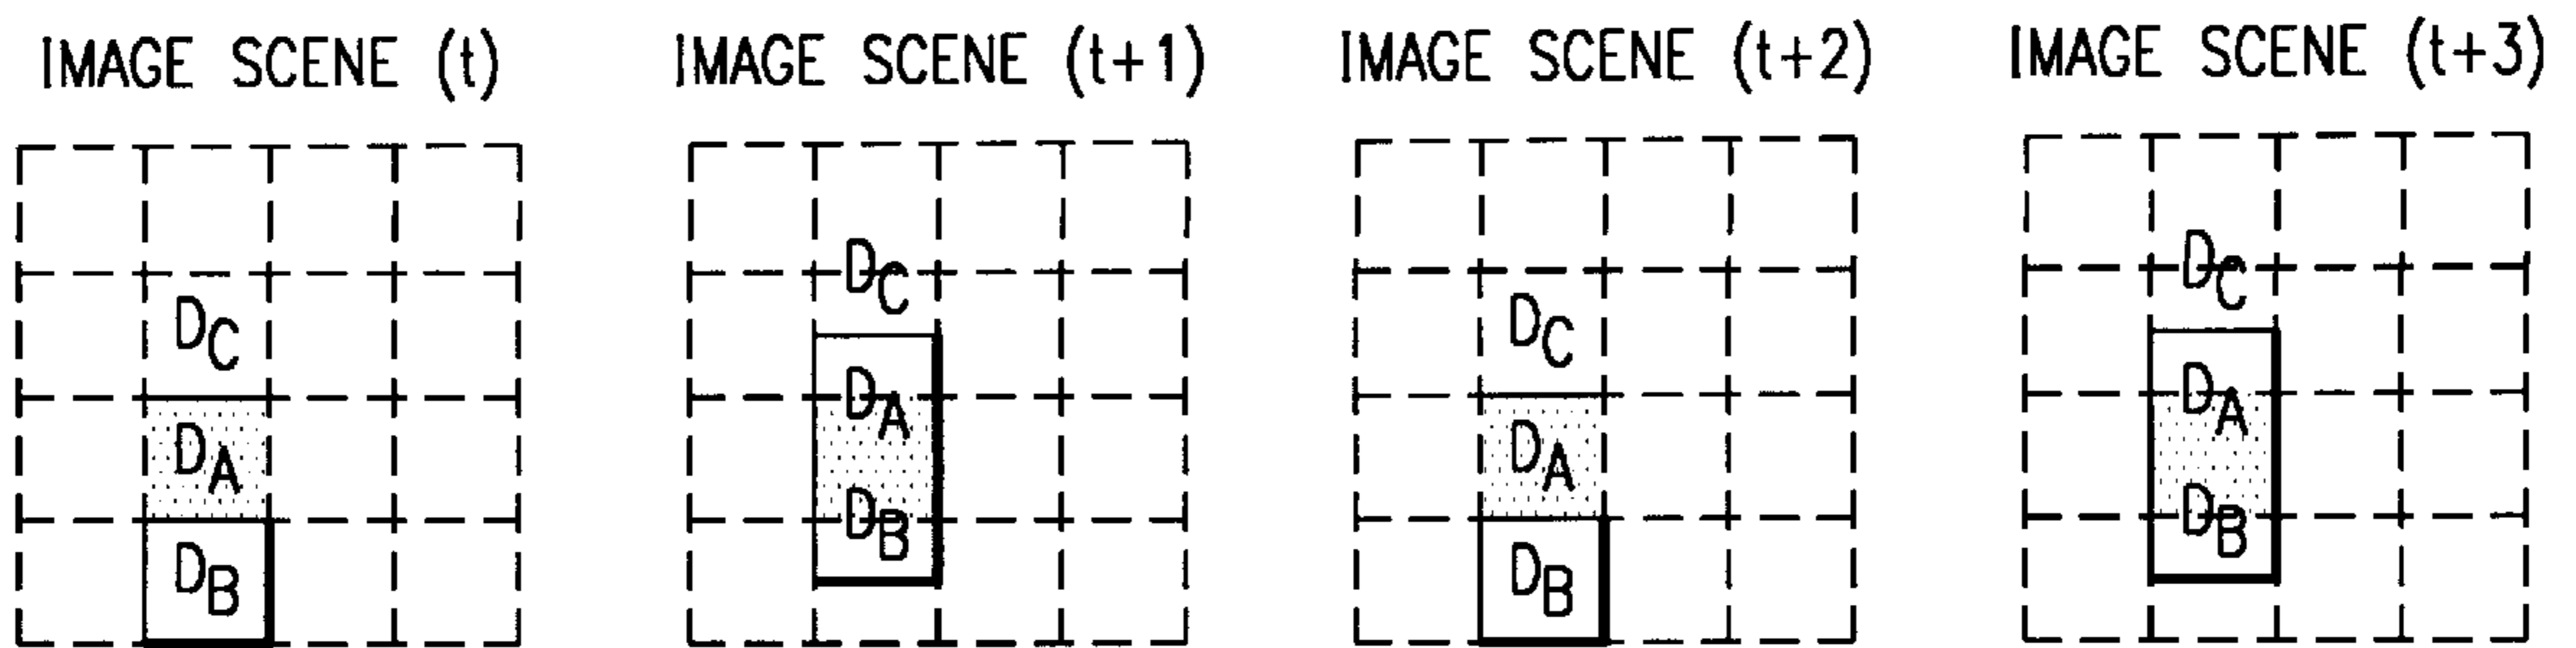 IMAGE SCENE (t) IMAGE SCENE (t+1) IMAGE SCENE (t+2) IMAGE SCENE (t+3)
DC DC DC DC
DA DA DA DA
DB DB DB DB